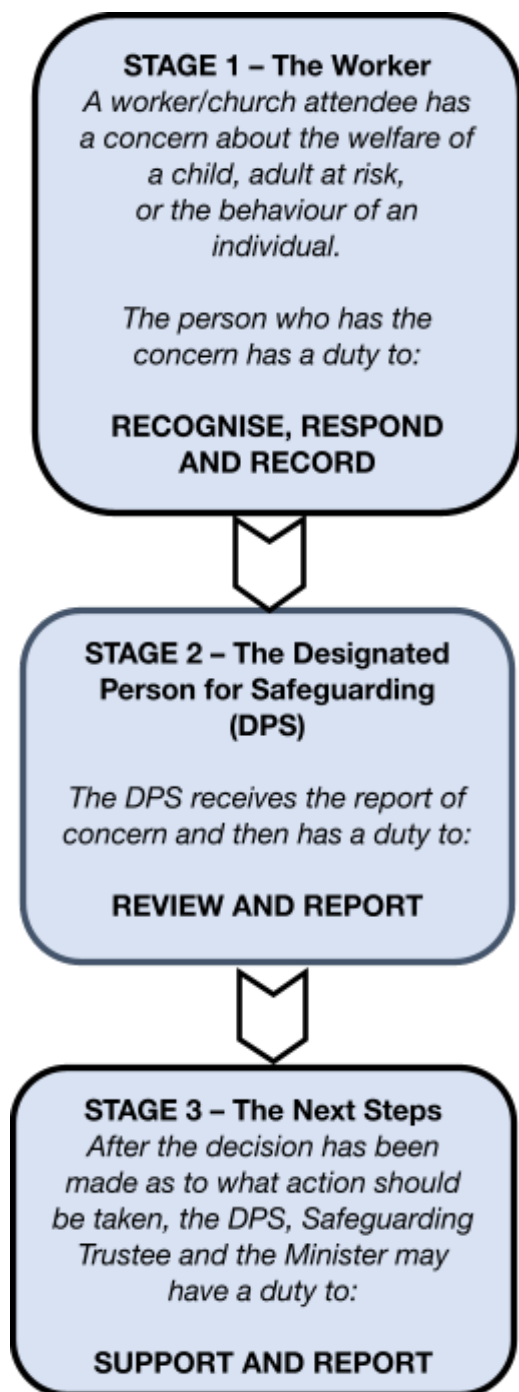 STAGE 1 – The Worker
A worker/church attendee has
a concern about the welfare of
a child, adult at risk,
or the behaviour of an
individual.
The person who has the
concern has a duty to:
RECOGNISE, RESPOND
AND RECORD
STAGE 2 – The Designated
Person for Safeguarding
(DPS)
The DPS receives the report of
concern and then has a duty to:
REVIEW AND REPORT
STAGE 3 – The Next Steps
After the decision has been
made as to what action should
be taken, the DPS, Safeguarding
Trustee and the Minister may
have a duty to:
SUPPORT AND REPORT